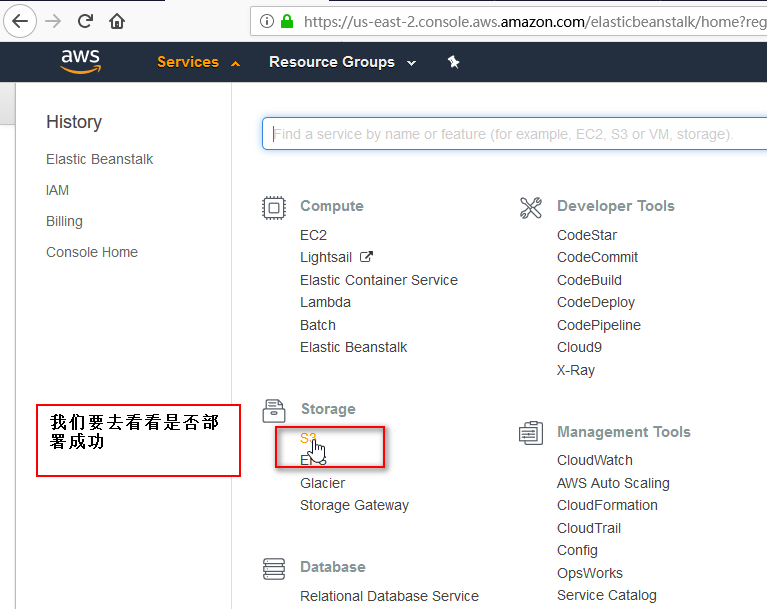 https://us-east-2.console.aws.amazon.com/elasticbeanstalk/home?reg
aws
Services
Resource Groups
History
Elastic Beanstalk
IAM
Billing
Console Home
我们要去看看是否部
署成功
Find a service by name or feature (for example, EC2, S3 or VM, storage).
Compute
EC2
Lightsail
Elastic Container Service
Lambda
Batch
Elastic Beanstalk
Storage
S3
Glacier
Storage Gateway
Database
Relational Database Service
Developer Tools
CodeStar
CodeCommit
CodeBuild
CodeDeploy
CodePipeline
Cloud9
X-Ray
Management Tools
CloudWatch
AWS Auto Scaling
CloudFormation
CloudTrail
Config
OpsWorks
Service Catalog